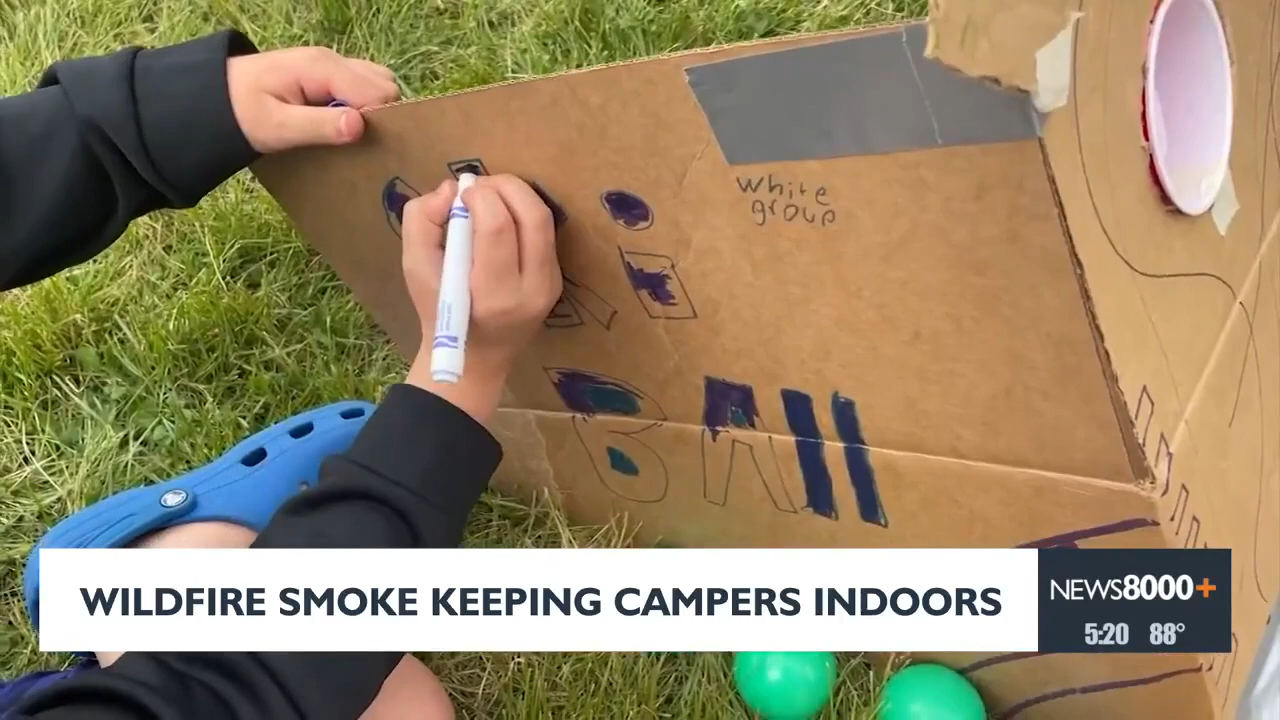 white
group
BAll
WILDFIRE SMOKE KEEPING CAMPERS INDOORS
NEWS8000+
5:20 88°